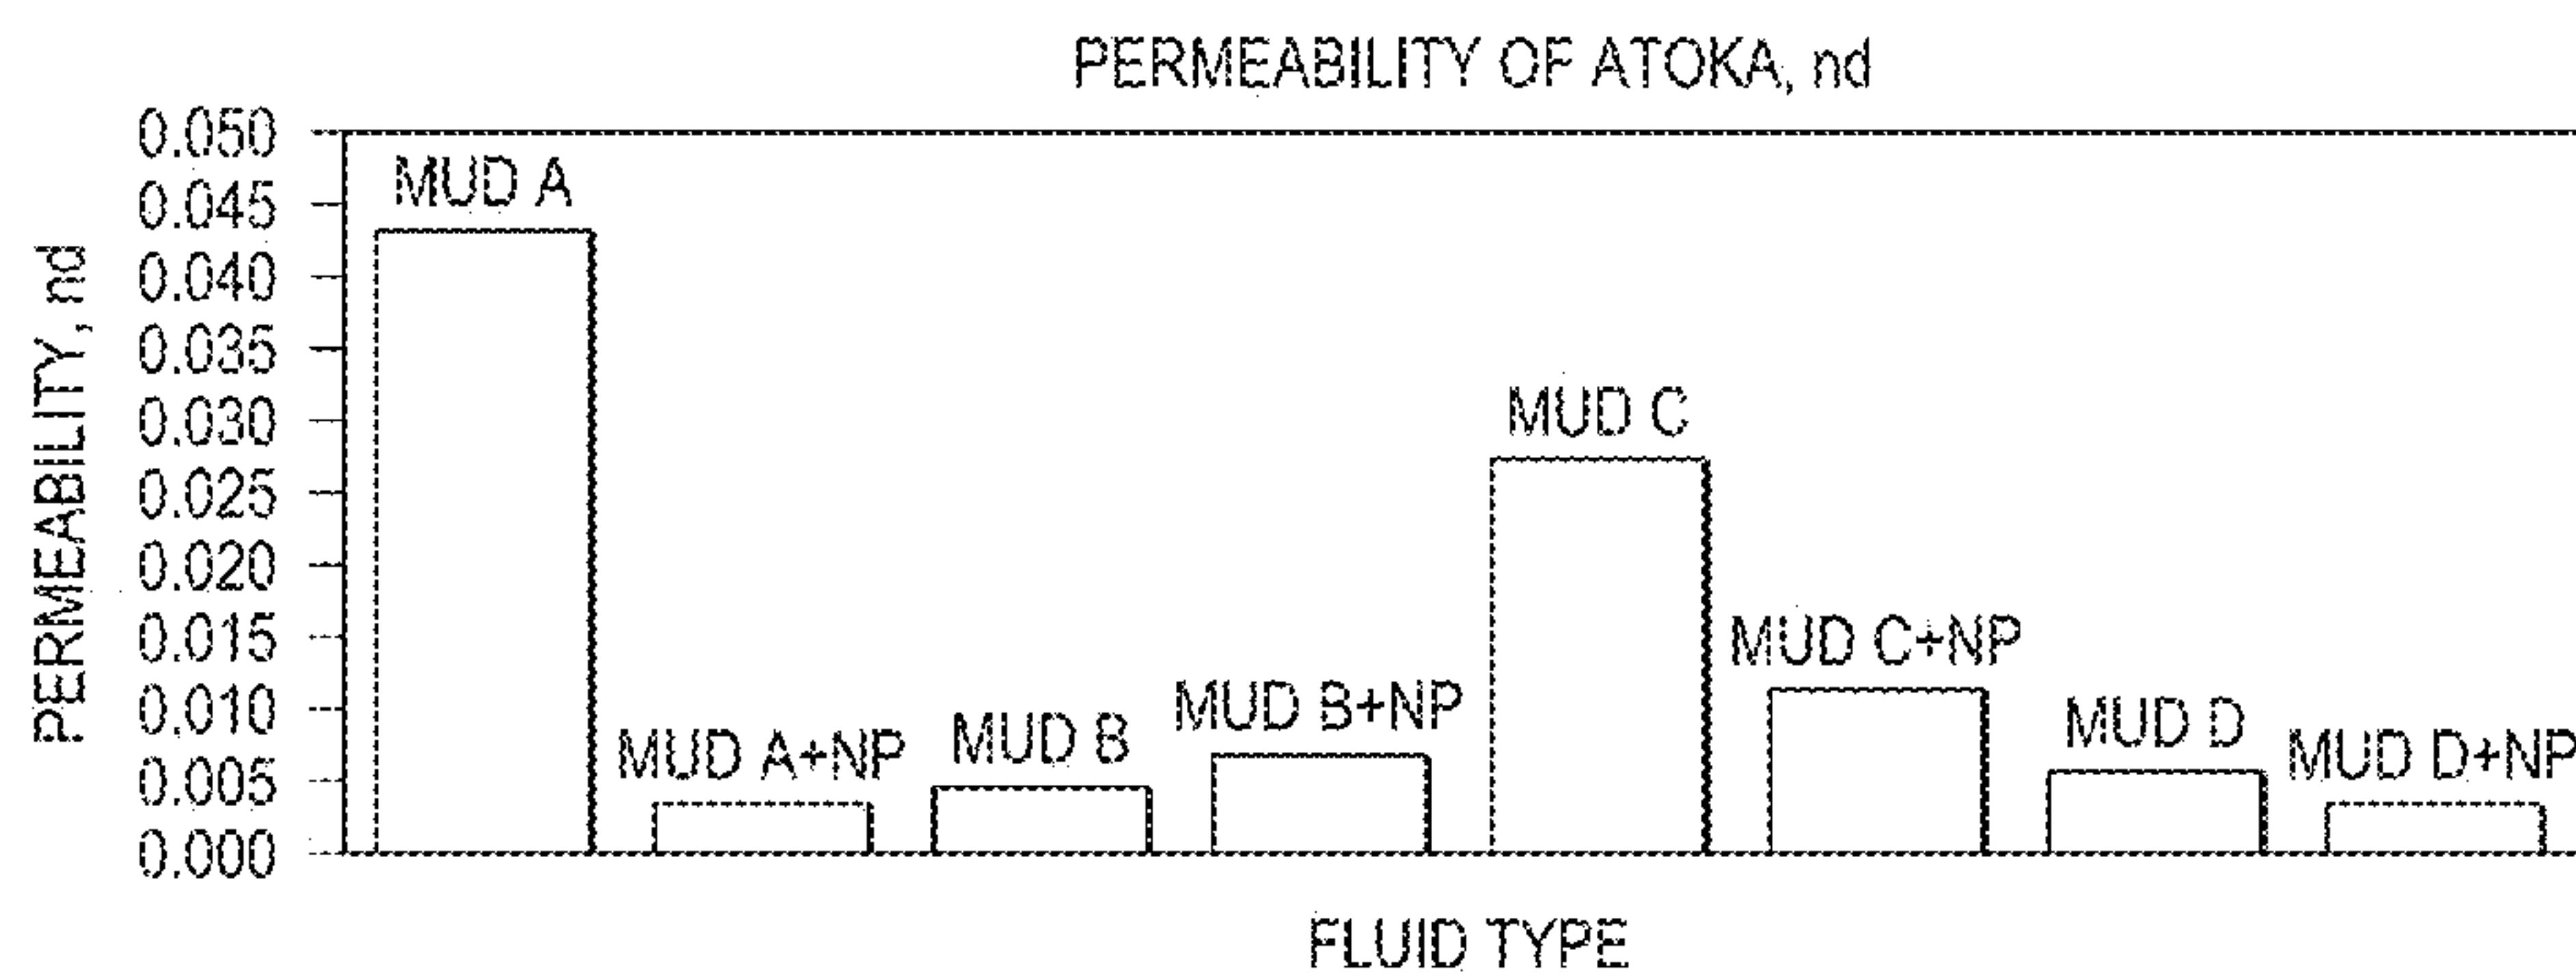 PERMEABILITY OF ATOKA, nd
PERMEABILITY, nd
0.050
0.045
0.040
0.035
0.030
0.025
0.020
0.015
0.010
0.005
0.000
MUD A
MUD A+NP
MUD B
MUD B+NP
MUD C
MUD C+NP
MUD D
MUD D+NP
FLUID TYPE